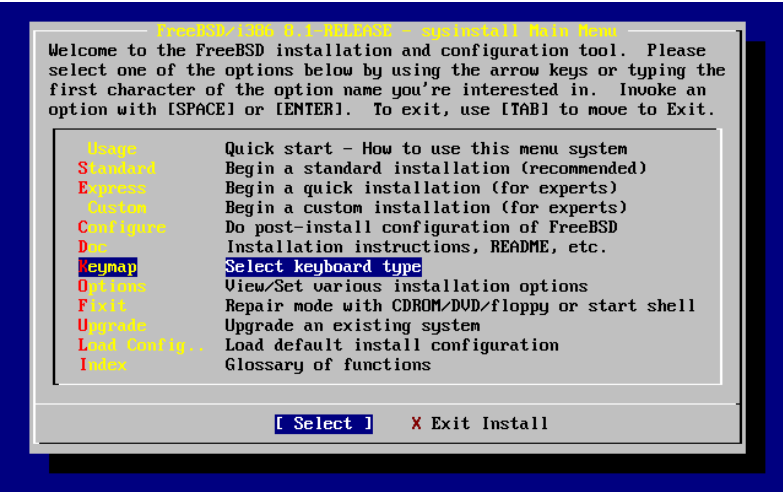 FreeBSD/i386 8.1-RELEASE - sysinstall Main Menu
Welcome to the FreeBSD installation and configuration tool.  Please
select one of the options below by using the arrow keys or typing the
first character of the option name you're interested in.  Invoke an
option with [SPACE] or [ENTER].  To exit, use [TAB] to move to Exit.
Usage Quick start - How to use this menu system
Standard Begin a standard installation (recommended)
Express Begin a quick installation (for experts)
Custom Begin a custom installation (for experts)
Configure Do post-install configuration of FreeBSD
Doc Installation instructions, README, etc.
Keymap Select keyboard type
Options View/Set various installation options
Fixit Repair mode with CDROM/DVD/floppy or start shell
Upgrade Upgrade an existing system
Load Config.. Load default install configuration
Index Glossary of functions
[ Select ] X Exit Install